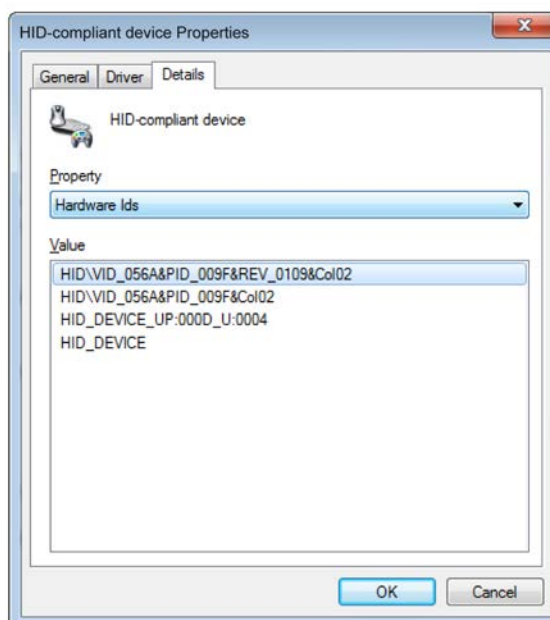 HID-compliant device Properties
General Driver Details
HID-compliant device
Property
Hardware Ids
Value
HID\VID_056A&PID_009F&REV_0109&Col02
HID\VID_056A&PID_009F&Col02
HID_DEVICE_UP:000D_U:0004
HID_DEVICE
OK Cancel